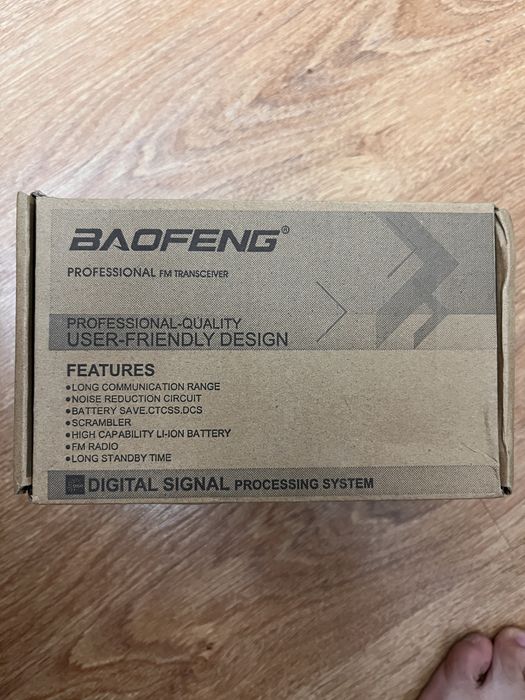 BAOFENG®
PROFESSIONAL FM TRANSCEIVER
PROFESSIONAL-QUALITY
USER-FRIENDLY DESIGN
FEATURES
•LONG COMMUNICATION RANGE
•NOISE REDUCTION CIRCUIT
•BATTERY SAVE.CTCSS.DCS
•SCRAMBLER
•HIGH CAPABILITY LI-ION BATTERY
•FM RADIO
•LONG STANDBY TIME
DIGITAL SIGNAL PROCESSING SYSTEM